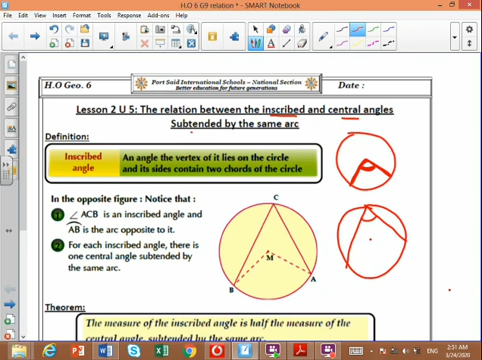 H.O 6 G9 relation * - SMART Notebook
File Edit View Insert Format Tools Add-ons Response Help
H.O Geo. 6
Port Said International Schools – National Section
Better education for future generations
Date :
Lesson 2 U 5: The relation between the inscribed and central angles
Subtended by the same arc
Definition:
Inscribed angle
An angle the vertex of it lies on the circle
and its sides contain two chords of the circle
In the opposite figure : Notice that :
∠ ACB is an inscribed angle and
AB is the arc opposite to it.
For each inscribed angle, there is
one central angle subtended by
the same arc.
C
M
B
A
Theorem:
The measure of the inscribed angle is half the measure of the
central angle, subtended by the same arc.
ENG
2:51 AM
3/24/2020